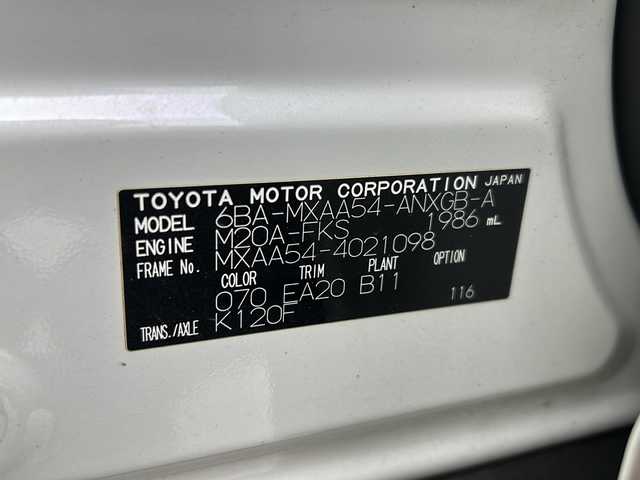 TOYOTA MOTOR CORPORATION JAPAN
MODEL 6BA-MXAA54-ANXGB-A
ENGINE M20A-FKS 1986 mL
FRAME No. MXAA54-4021098
COLOR TRIM PLANT OPTION
070 EA20 B11 116
TRANS./AXLE K120F